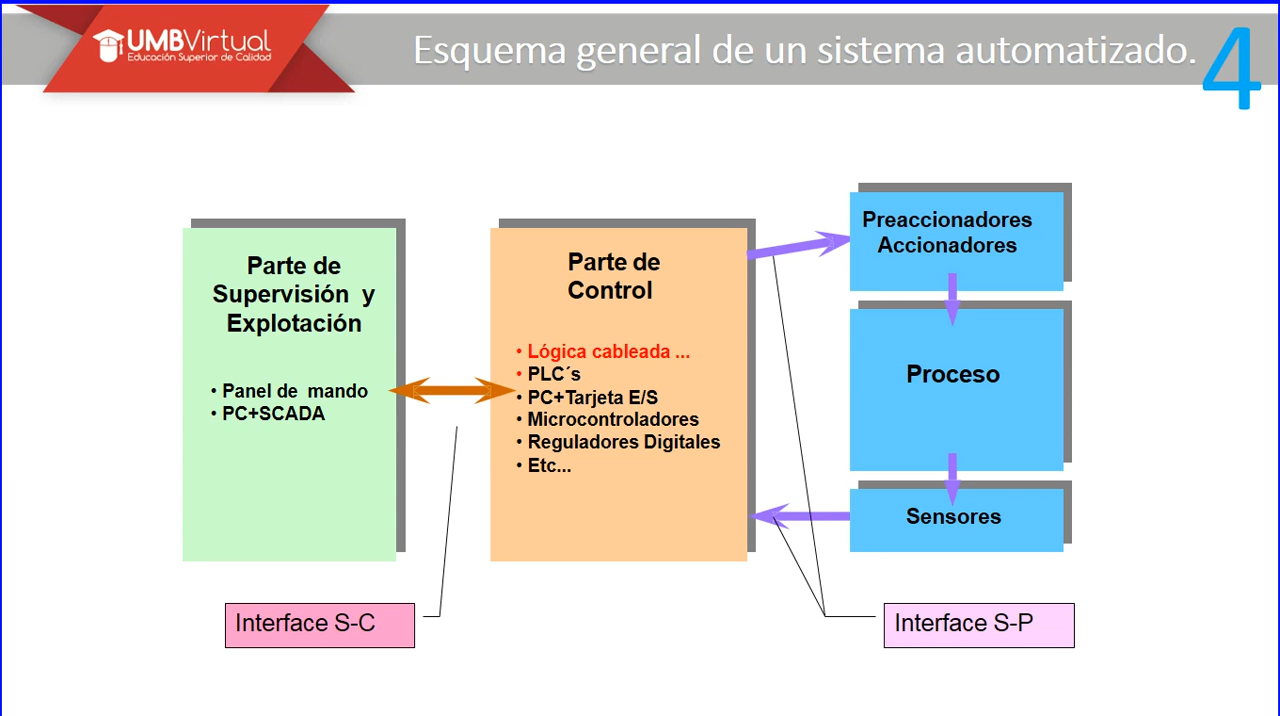 UMBVirtual
Educación Superior de Calidad
Esquema general de un sistema automatizado.
4
Parte de
Supervisión y
Explotación
• Panel de mando
• PC+SCADA
Parte de
Control
• Lógica cableada ...
• PLC´s
• PC+Tarjeta E/S
• Microcontroladores
• Reguladores Digitales
• Etc...
Preaccionadores
Accionadores
Proceso
Sensores
Interface S-C
Interface S-P